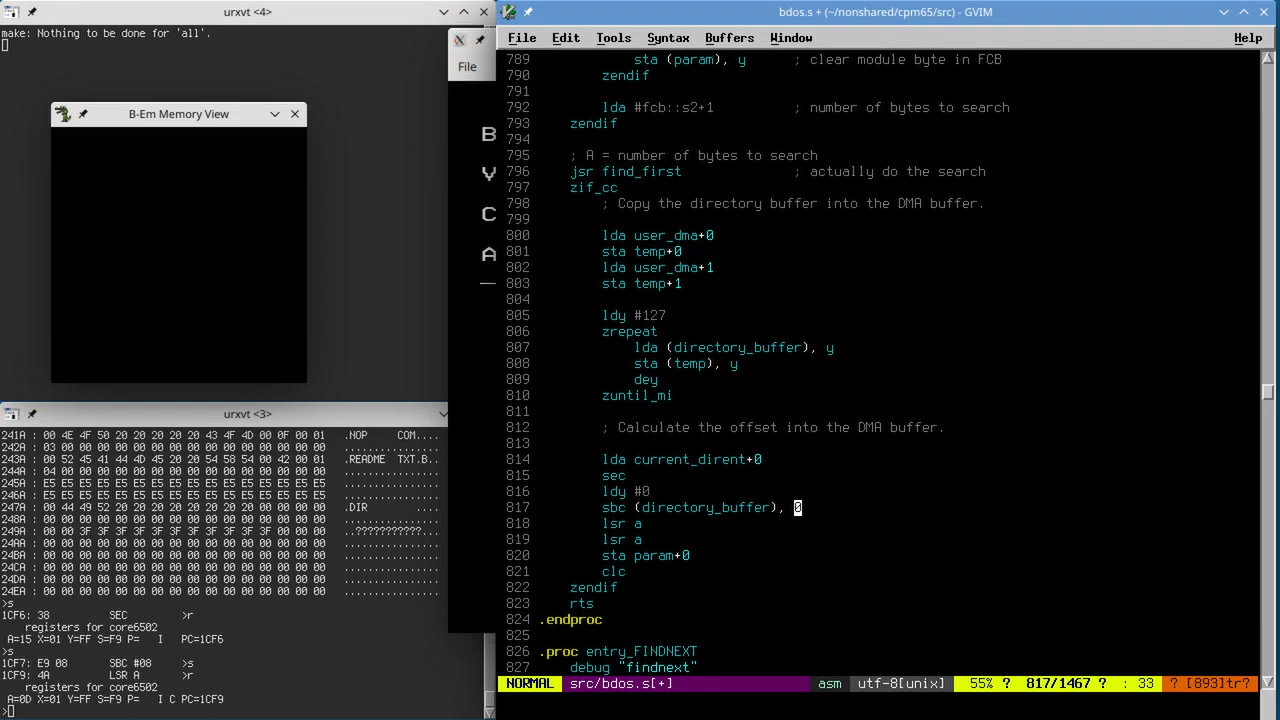 urxvt <4>
make: Nothing to be done for 'all'.
B-Em Memory View
File
B
Y
C
A
urxvt <3>
241A : 00 4E 4F 50 20 20 20 20 20 43 4F 4D 00 0F 00 01 .NOP COM....
242A : 03 00 00 00 00 00 00 00 00 00 00 00 00 00 00 00 ................
243A : 00 52 45 41 44 4D 45 20 20 54 58 54 00 42 00 01 .README TXT.B..
244A : 04 00 00 00 00 00 00 00 00 00 00 00 00 00 00 00 ................
245A : E5 E5 E5 E5 E5 E5 E5 E5 E5 E5 E5 E5 E5 E5 E5 E5 ................
246A : E5 E5 E5 E5 E5 E5 E5 E5 E5 E5 E5 E5 E5 E5 E5 E5 ................
247A : 00 44 49 52 20 20 20 20 20 00 00 00 00 00 00 00 .DIR ....
248A : 00 00 00 00 00 00 00 00 00 00 00 00 00 00 00 00 ................
249A : 00 00 3F 3F 3F 3F 3F 3F 3F 3F 3F 3F 3F 00 00 00 ..???????????...
24AA : 00 00 00 00 00 00 00 00 00 00 00 00 00 00 00 00 ................
24BA : 00 00 00 00 00 00 00 00 00 00 00 00 00 00 00 00 ................
24CA : 00 00 00 00 00 00 00 00 00 00 00 00 00 00 00 00 ................
24DA : 00 00 00 00 00 00 00 00 00 00 00 00 00 00 00 00 ................
24EA : 00 00 00 00 00 00 00 00 00 00 00 00 00 00 00 00 ................
>s
1CF6: 38 SEC >r
registers for core6502
A=15 X=01 Y=FF S=F9 P= I PC=1CF6
>s
1CF7: E9 08 SBC #08 >s
1CF9: 4A LSR A >r
registers for core6502
A=0D X=01 Y=FF S=F9 P= I C PC=1CF9
>
bdos.s + (~/nonshared/cpm65/src) - GVIM
File Edit Tools Syntax Buffers Window Help
789 sta (param), y ; clear module byte in FCB
790 zendif
791
792 lda #fcb::s2+1 ; number of bytes to search
793 zendif
794
795 ; A = number of bytes to search
796 jsr find_first ; actually do the search
797 zif_cc
798 ; Copy the directory buffer into the DMA buffer.
799
800 lda user_dma+0
801 sta temp+0
802 lda user_dma+1
803 sta temp+1
804
805 ldy #127
806 zrepeat
807 lda (directory_buffer), y
808 sta (temp), y
809 dey
810 zuntil_mi
811
812 ; Calculate the offset into the DMA buffer.
813
814 lda current_dirent+0
815 sec
816 ldy #0
817 sbc (directory_buffer), 0
818 lsr a
819 lsr a
820 sta param+0
821 clc
822 zendif
823 rts
824 .endproc
825
826 .proc entry_FINDNEXT
827 debug "findnext"
NORMAL src/bdos.s[+] asm utf-8[unix] 55% ? 817/1467 ? : 33 ? [893]tr?